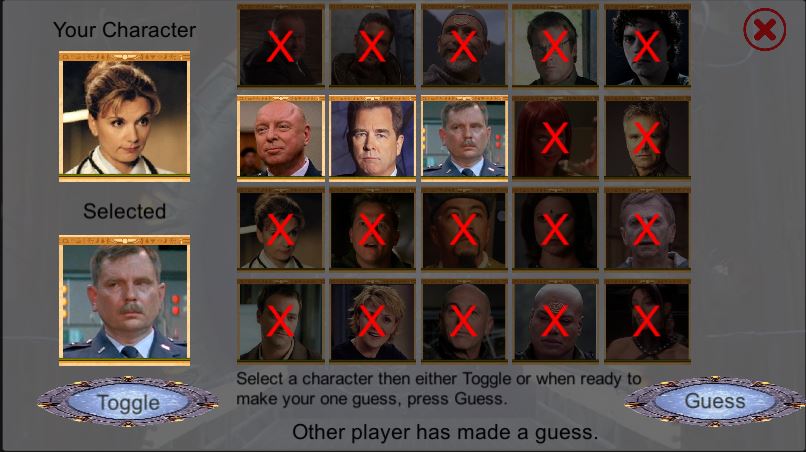 Your Character
Selected
Toggle
Select a character then either Toggle or when ready to
make your one guess, press Guess.
Guess
Other player has made a guess.